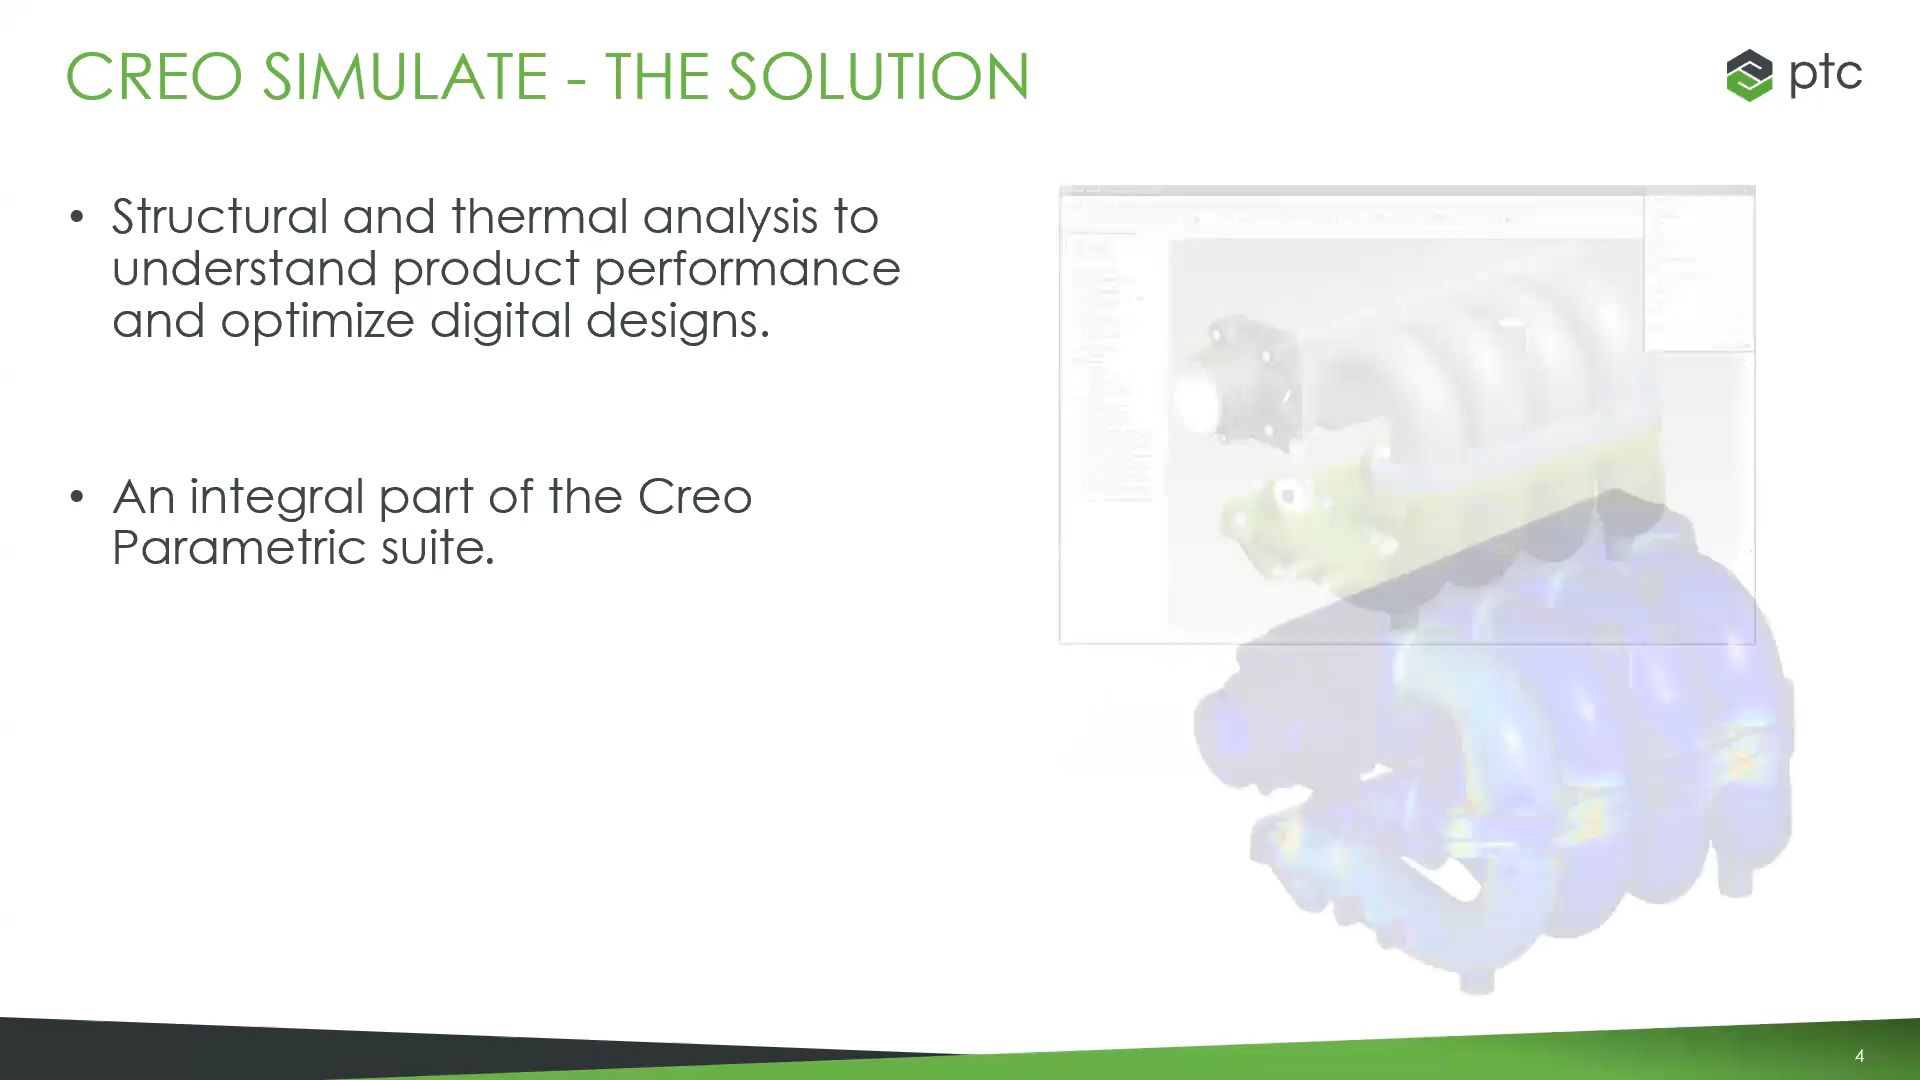 CREO SIMULATE - THE SOLUTION
ptc
• Structural and thermal analysis to
understand product performance
and optimize digital designs.
• An integral part of the Creo
Parametric suite.
4